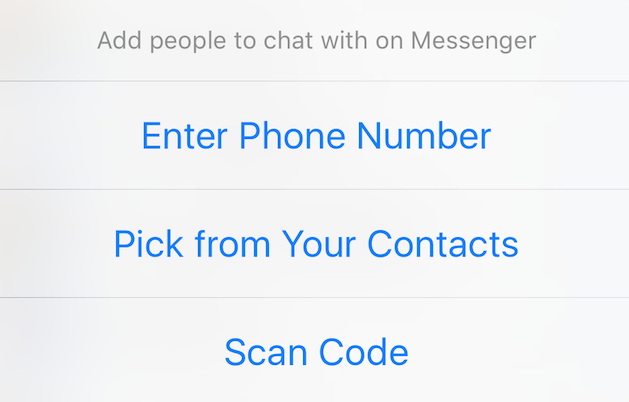 Add people to chat with on Messenger
Enter Phone Number
Pick from Your Contacts
Scan Code